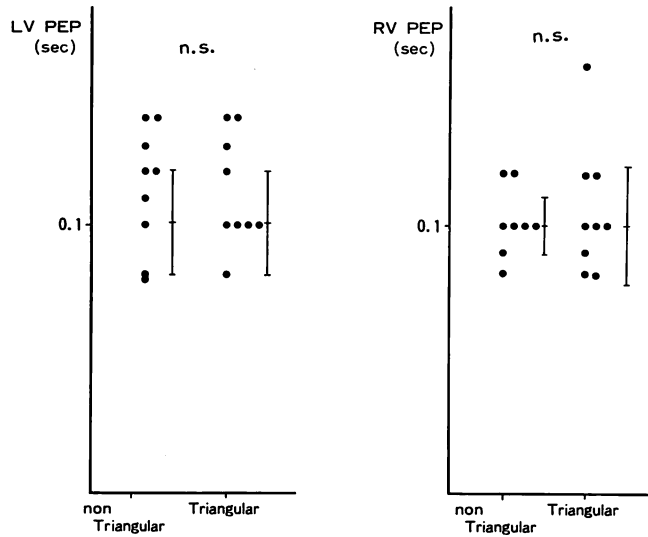 LV PEP
(sec)
n.s.
0.1
non
Triangular
Triangular
RV PEP
(sec)
n.s.
0.1
non
Triangular
Triangular